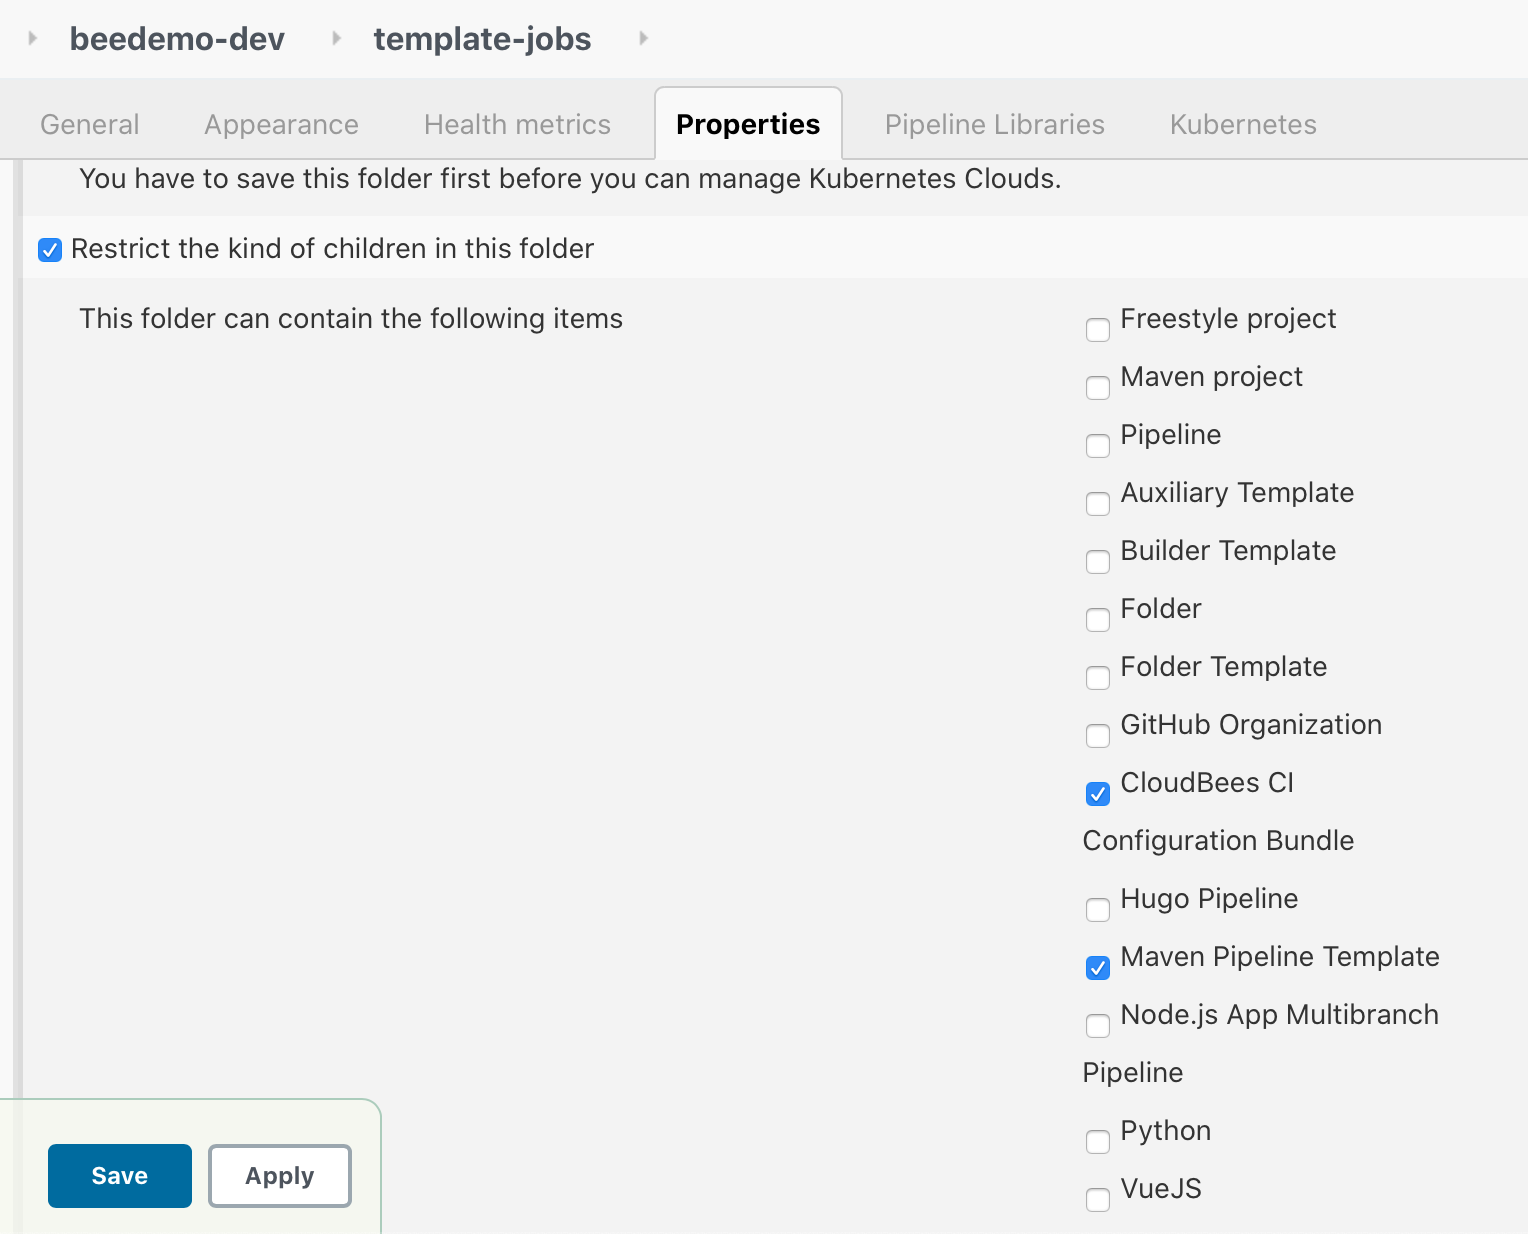 beedemo-dev template-jobs
General Appearance Health metrics Properties Pipeline Libraries Kubernetes
You have to save this folder first before you can manage Kubernetes Clouds.
Restrict the kind of children in this folder
This folder can contain the following items
Freestyle project
Maven project
Pipeline
Auxiliary Template
Builder Template
Folder
Folder Template
GitHub Organization
CloudBees CI
Configuration Bundle
Hugo Pipeline
Maven Pipeline Template
Node.js App Multibranch
Pipeline
Python
VueJS
Save Apply